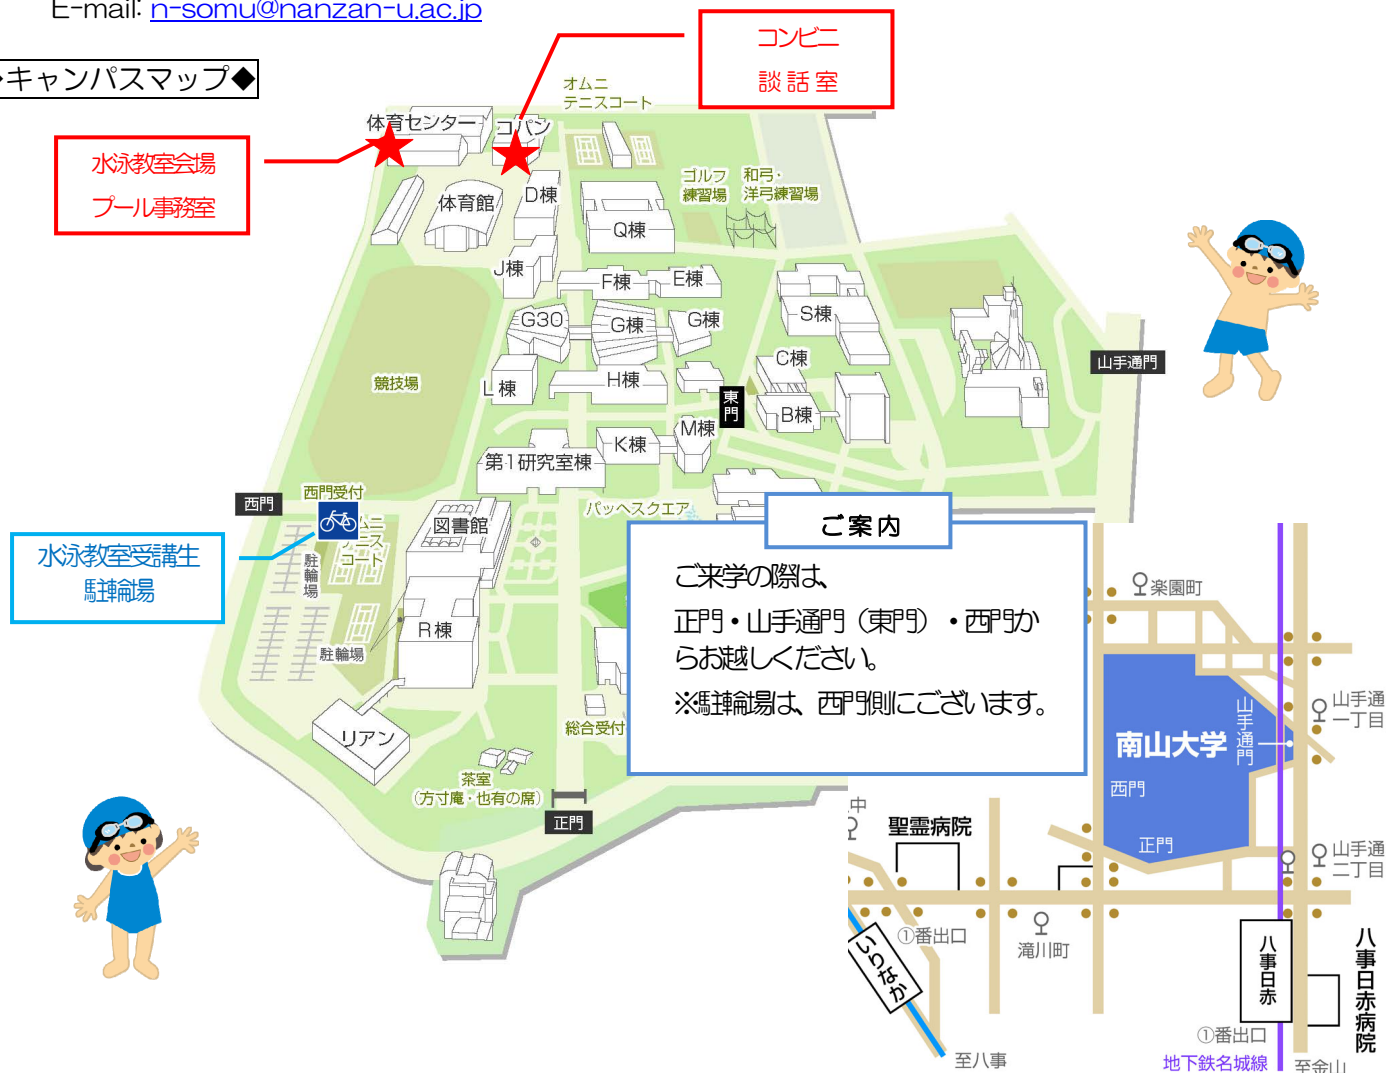 E-mail: n-somu@nanzan-u.ac.jp
キャンパスマップ◆
コンビニ
談話室
水泳教室会場
プール事務室
オムニ
テニスコート
体育センター
コパン
体育館
D棟
Q棟
ゴルフ
練習場
和弓・
洋弓練習場
J棟
F棟
E棟
G30
G棟
G棟
S棟
C棟
L棟
H棟
東門
B棟
山手通門
競技場
K棟
M棟
第1研究室棟
西門
西門受付
オムニ
テニス
コート
図書館
パッヘスクエア
水泳教室受講生
駐輪場
駐輪場
駐輪場
R棟
リアン
総合受付
茶室
(方寸庵・也有の席)
正門
ご案内
ご来学の際は、
正門・山手通門（東門）・西門か
らお越しください。
※駐輪場は、西門側にございます。
楽園町
山手通
一丁目
山手通門
南山大学
西門
正門
山手通
二丁目
中
聖霊病院
①番出口
いりなか
滝川町
八事日赤
八事日赤病院
①番出口
地下鉄名城線
至八事
至金山